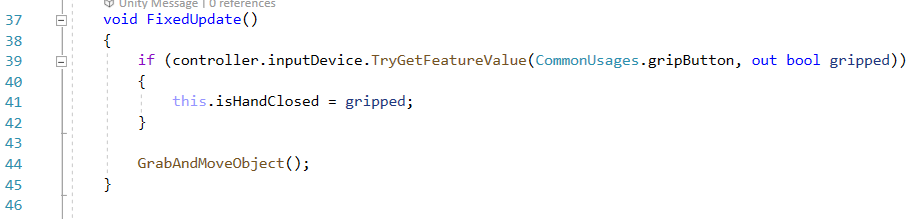 Unity Message | 0 references
37 void FixedUpdate()
38 {
39 if (controller.inputDevice.TryGetFeatureValue(CommonUsages.gripButton, out bool gripped))
40 {
41 this.isHandClosed = gripped;
42 }
43
44 GrabAndMoveObject();
45 }
46